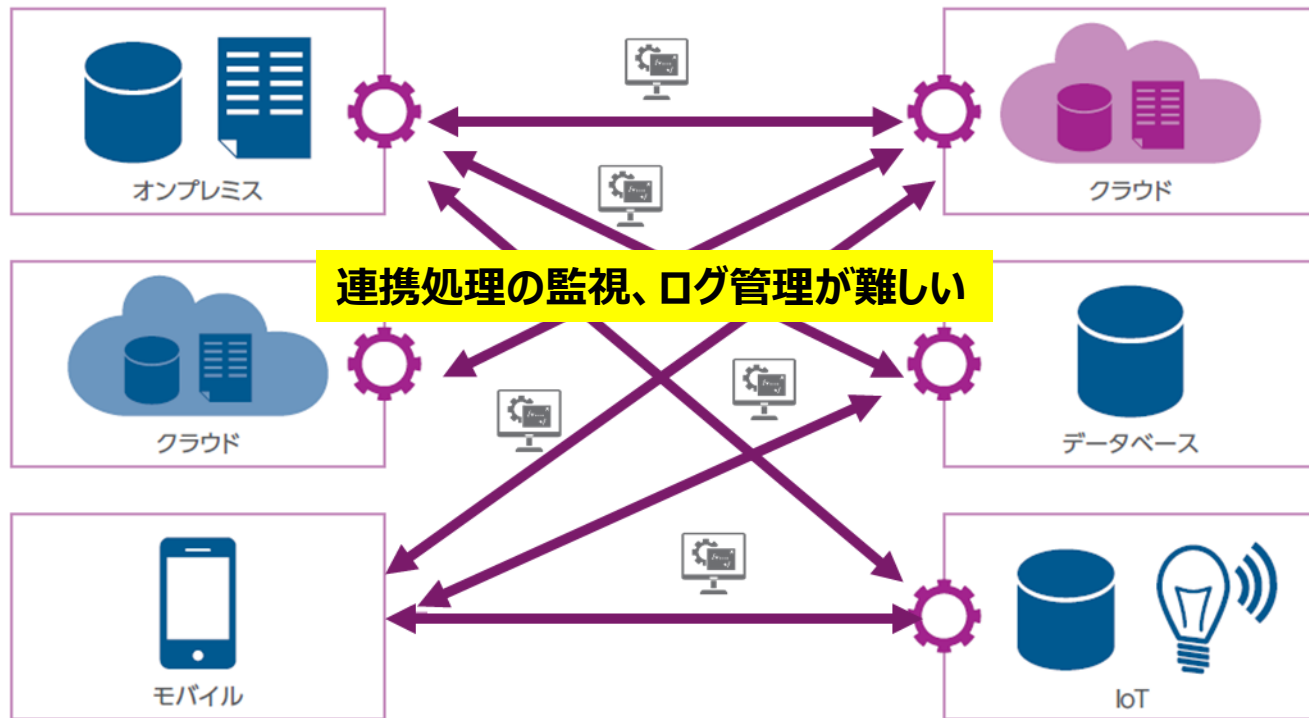 オンプレミス
クラウド
連携処理の監視、ログ管理が難しい
クラウド
データベース
モバイル
IoT